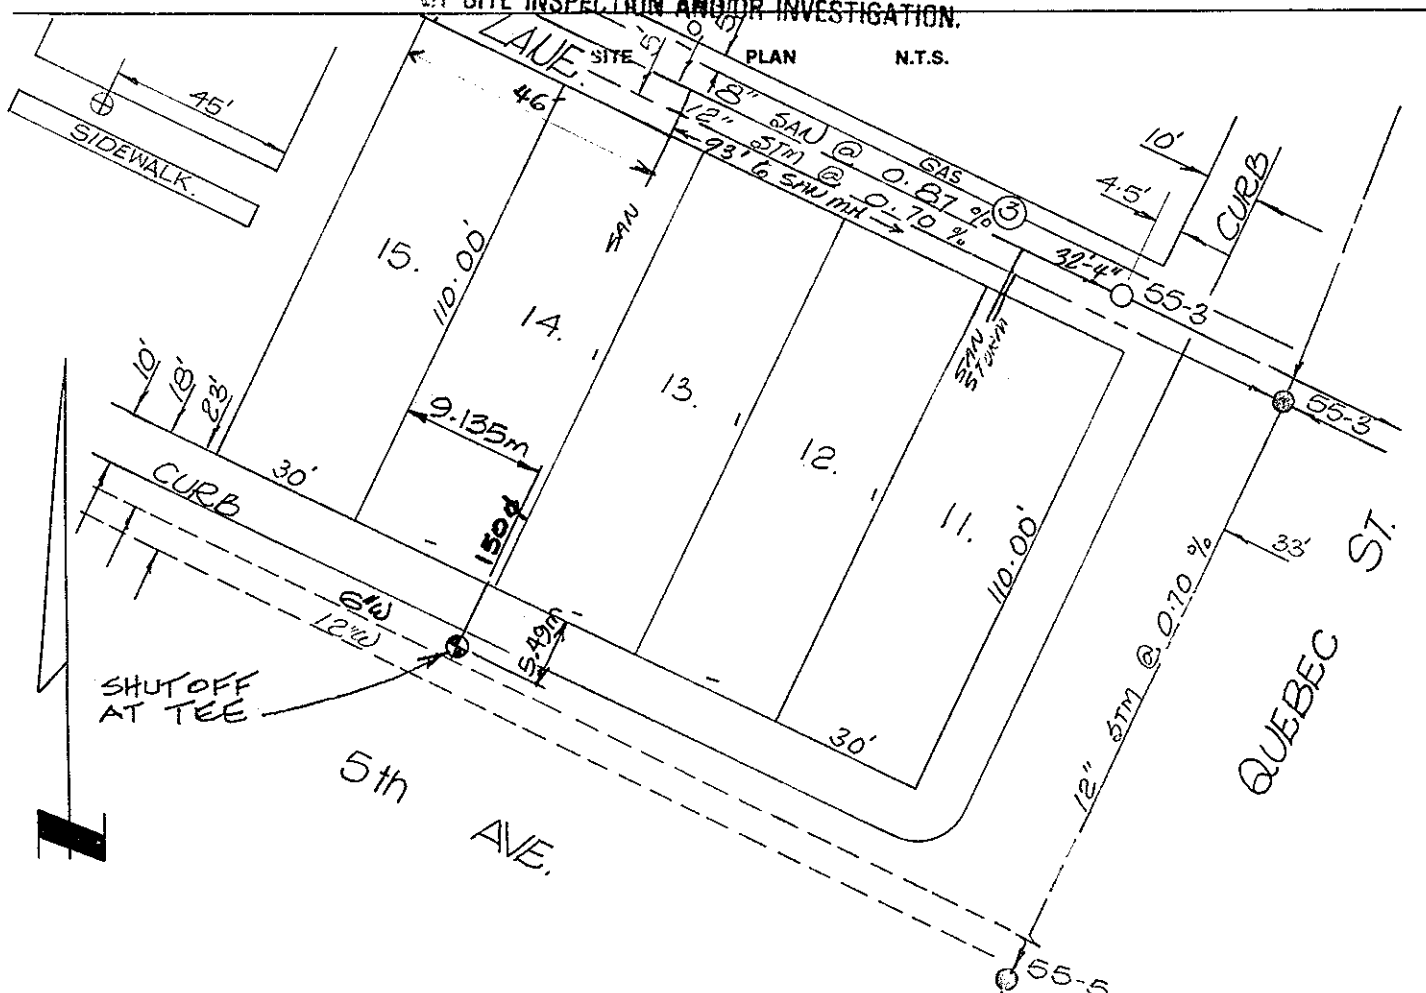 SITE INSPECTION AND/OR INVESTIGATION.
SITE PLAN N.T.S.
LANE.
45'
SIDEWALK.
46'
8" SAN @ 0.87 %
12" STM @ 0.70 %
93' to SAN MH
GAS
3
10'
4.5'
CURB
32'-4"
55-3
55-3
SAN
SAN
STORM
15.
110.00'
14.
13.
12.
11.
110.00'
10'
18'
23'
30'
CURB
9.135m
150ϕ
6"W
12"W
5.49m
SHUTOFF
AT TEE
30'
5th AVE.
12" STM @ 0.70 %
33'
QUEBEC ST.
55-5